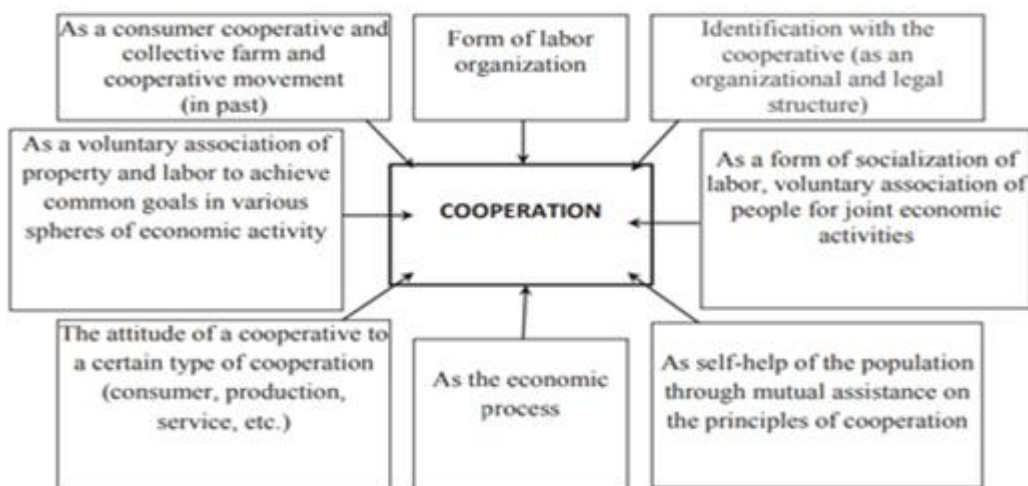 As a consumer cooperative and
collective farm and
cooperative movement
(in past)
Form of labor
organization
Identification with the
cooperative (as an
organizational and legal
structure)
As a voluntary association of
property and labor to achieve
common goals in various
spheres of economic activity
COOPERATION
As a form of socialization of
labor, voluntary association of
people for joint economic
activities
The attitude of a cooperative to
a certain type of cooperation
(consumer, production,
service, etc.)
As the economic
process
As self-help of the population
through mutual assistance on
the principles of cooperation